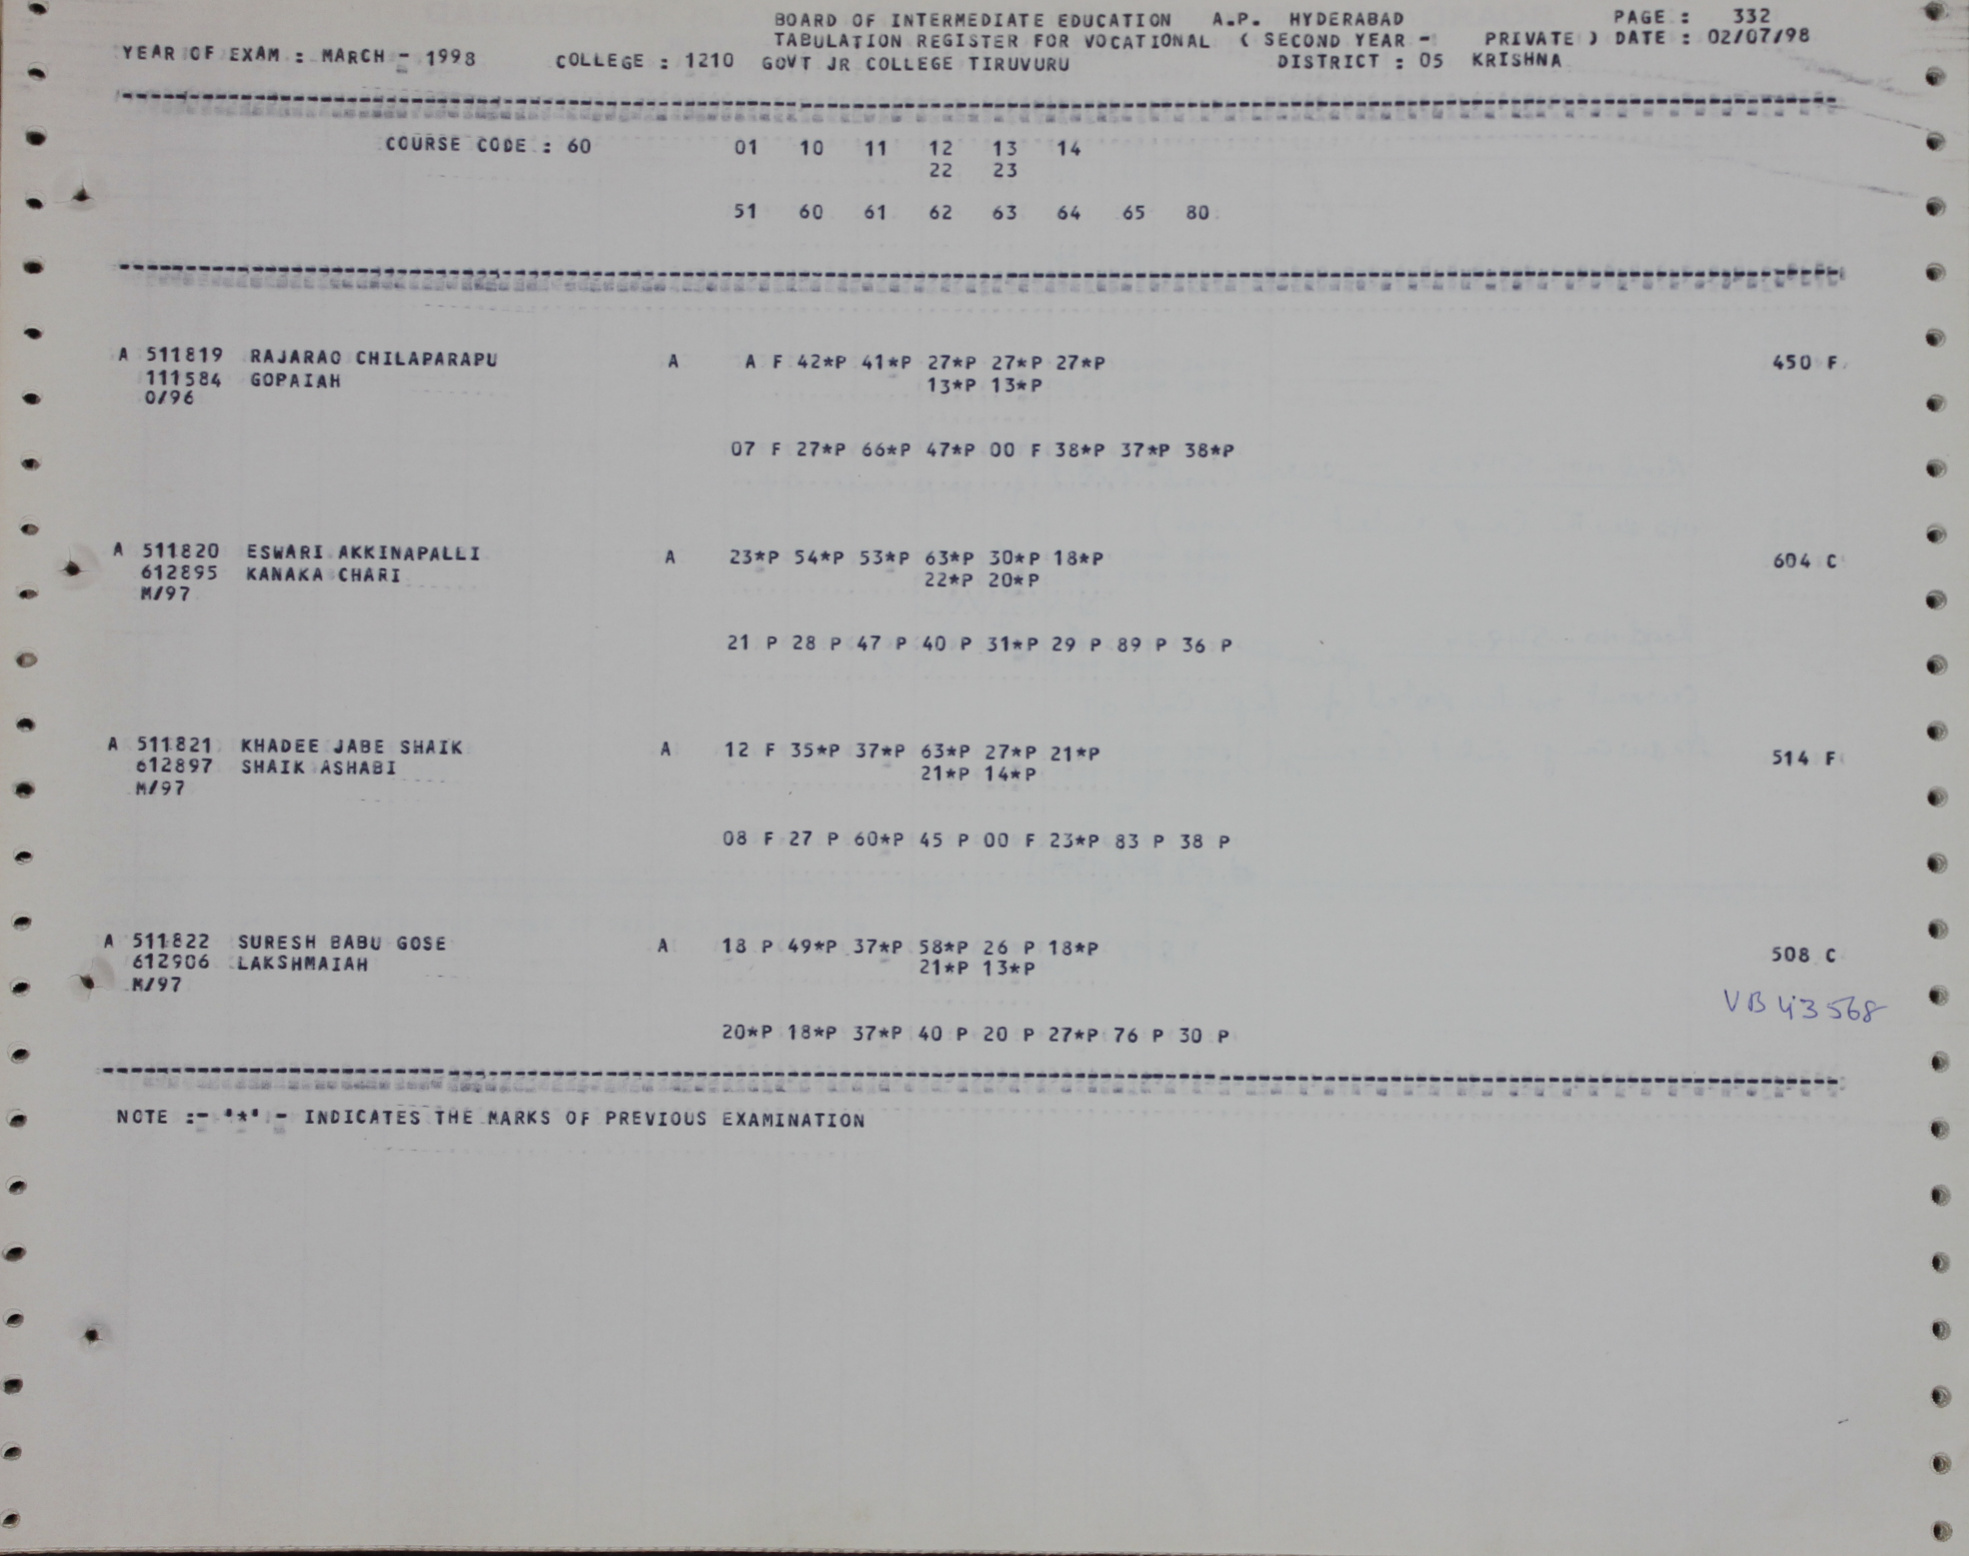 BOARD OF INTERMEDIATE EDUCATION A.P. HYDERABAD PAGE : 332
TABULATION REGISTER FOR VOCATIONAL ( SECOND YEAR - PRIVATE ) DATE : 02/07/98
YEAR OF EXAM : MARCH - 1998 COLLEGE : 1210 GOVT JR COLLEGE TIRUVURU DISTRICT : 05 KRISHNA
COURSE CODE : 60 01 10 11 12 13 14
22 23
51 60 61 62 63 64 65 80
A 511819 RAJARAO CHILAPARAPU A A F 42*P 41*P 27*P 27*P 27*P 450 F
111584 GOPAIAH 13*P 13*P
O/96
07 F 27*P 66*P 47*P 00 F 38*P 37*P 38*P
A 511820 ESWARI AKKINAPALLI A 23*P 54*P 53*P 63*P 30*P 18*P 604 C
612895 KANAKA CHARI 22*P 20*P
M/97
21 P 28 P 47 P 40 P 31*P 29 P 89 P 36 P
A 511821 KHADEE JABE SHAIK A 12 F 35*P 37*P 63*P 27*P 21*P 514 F
612897 SHAIK ASHABI 21*P 14*P
M/97
08 F 27 P 60*P 45 P 00 F 23*P 83 P 38 P
A 511822 SURESH BABU GOSE A 18 P 49*P 37*P 58*P 26 P 18*P 508 C
612906 LAKSHMAIAH 21*P 13*P
M/97
VB 43568
20*P 18*P 37*P 40 P 20 P 27*P 76 P 30 P
NOTE :- '*' - INDICATES THE MARKS OF PREVIOUS EXAMINATION